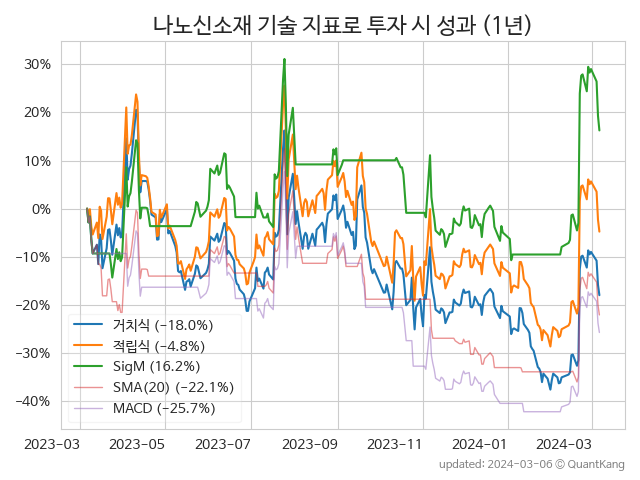 나노신소재 기술 지표로 투자 시 성과 (1년)
30%
20%
10%
0%
−10%
−20%
−30%
−40%
거치식 (−18.0%)
적립식 (−4.8%)
SigM (16.2%)
SMA(20) (−22.1%)
MACD (−25.7%)
2023−03
2023−05
2023−07
2023−09
2023−11
2024−01
2024−03
updated: 2024−03−06 © QuantKang